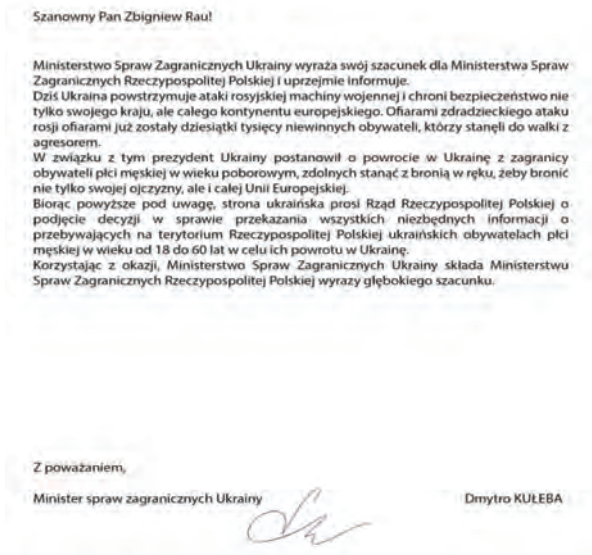 Szanowny Pan Zbigniew Rau!
Ministerstwo Spraw Zagranicznych Ukrainy wyraża swój szacunek dla Ministerstwa Spraw
Zagranicznych Rzeczypospolitej Polskiej i uprzejmie informuje.
Dziś Ukraina powstrzymuje ataki rosyjskiej machiny wojennej i chroni bezpieczeństwo nie
tylko swojego kraju, ale całego kontynentu europejskiego. Ofiarami zdradzieckiego ataku
rosji ofiarami już zostały dziesiątki tysięcy niewinnych obywateli, którzy stanęli do walki z
agresorem.
W związku z tym prezydent Ukrainy postanowił o powrocie w Ukrainę z zagranicy
obywateli płci męskiej w wieku poborowym, zdolnych stanąć z bronią w ręku, żeby bronić
nie tylko swojej ojczyzny, ale i całej Unii Europejskiej.
Biorąc powyższe pod uwagę, strona ukraińska prosi Rząd Rzeczypospolitej Polskiej o
podjęcie decyzji w sprawie przekazania wszystkich niezbędnych informacji o
przebywających na terytorium Rzeczypospolitej Polskiej ukraińskich obywatelach płci
męskiej w wieku od 18 do 60 lat w celu ich powrotu w Ukrainę.
Korzystając z okazji, Ministerstwo Spraw Zagranicznych Ukrainy składa Ministerstwu
Spraw Zagranicznych Rzeczypospolitej Polskiej wyrazy głębokiego szacunku.
Z poważaniem,
Minister spraw zagranicznych Ukrainy Dmytro KUŁEBA